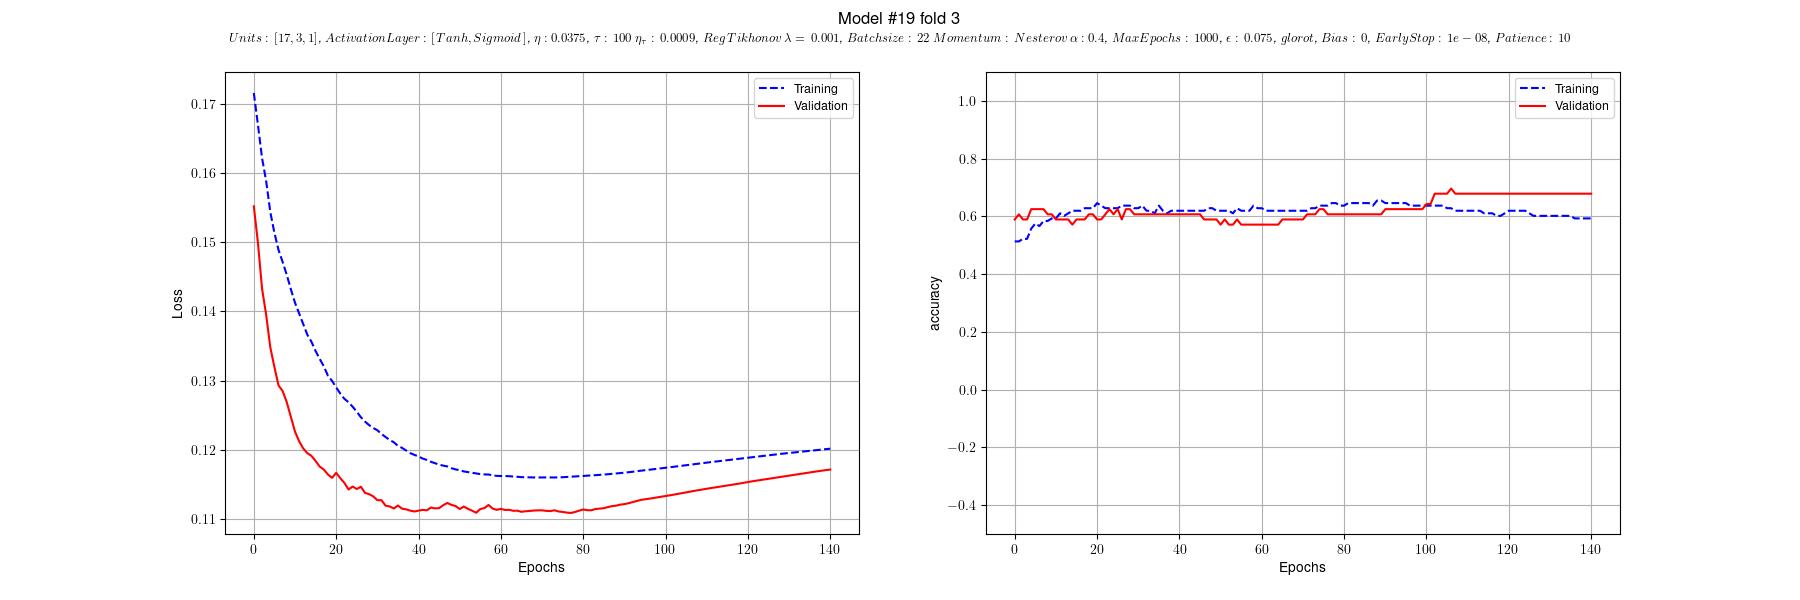 Model #19 fold 3
Units : [17, 3, 1], ActivationLayer : [Tanh, Sigmoid], η : 0.0375, τ : 100 ητ : 0.0009, RegTikhonov λ = 0.001, Batchsize : 22 Momentum : Nesterov α : 0.4, MaxEpochs : 1000, ϵ : 0.075, glorot, Bias : 0, EarlyStop : 1e − 08, Patience : 10
Training
Validation
0.17
0.16
0.15
0.14
0.13
0.12
0.11
Loss
0 20 40 60 80 100 120 140
Epochs
Training
Validation
1.0
0.8
0.6
0.4
0.2
0.0
−0.2
−0.4
accuracy
0 20 40 60 80 100 120 140
Epochs